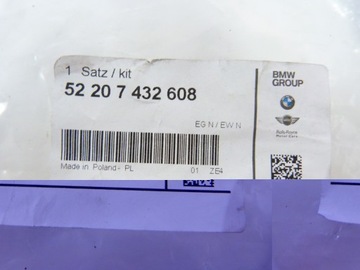 1 Satz / kit
BMW
GROUP
52 20 7 432 608
EG N / EW N
Made in Poland - PL 01 ZE4